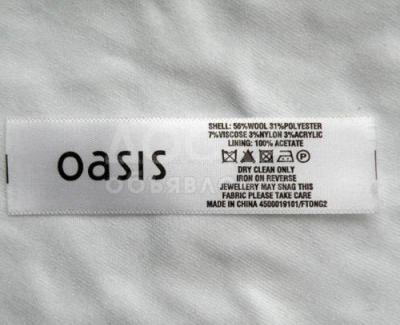 oasis
SHELL: 56%WOOL 31%POLYESTER
7%VISCOSE 3%NYLON 3%ACRYLIC
LINING: 100% ACETATE
P
DRY CLEAN ONLY
IRON ON REVERSE
JEWELLERY MAY SNAG THIS
FABRIC PLEASE TAKE CARE
MADE IN CHINA 4500019101/FTONG2